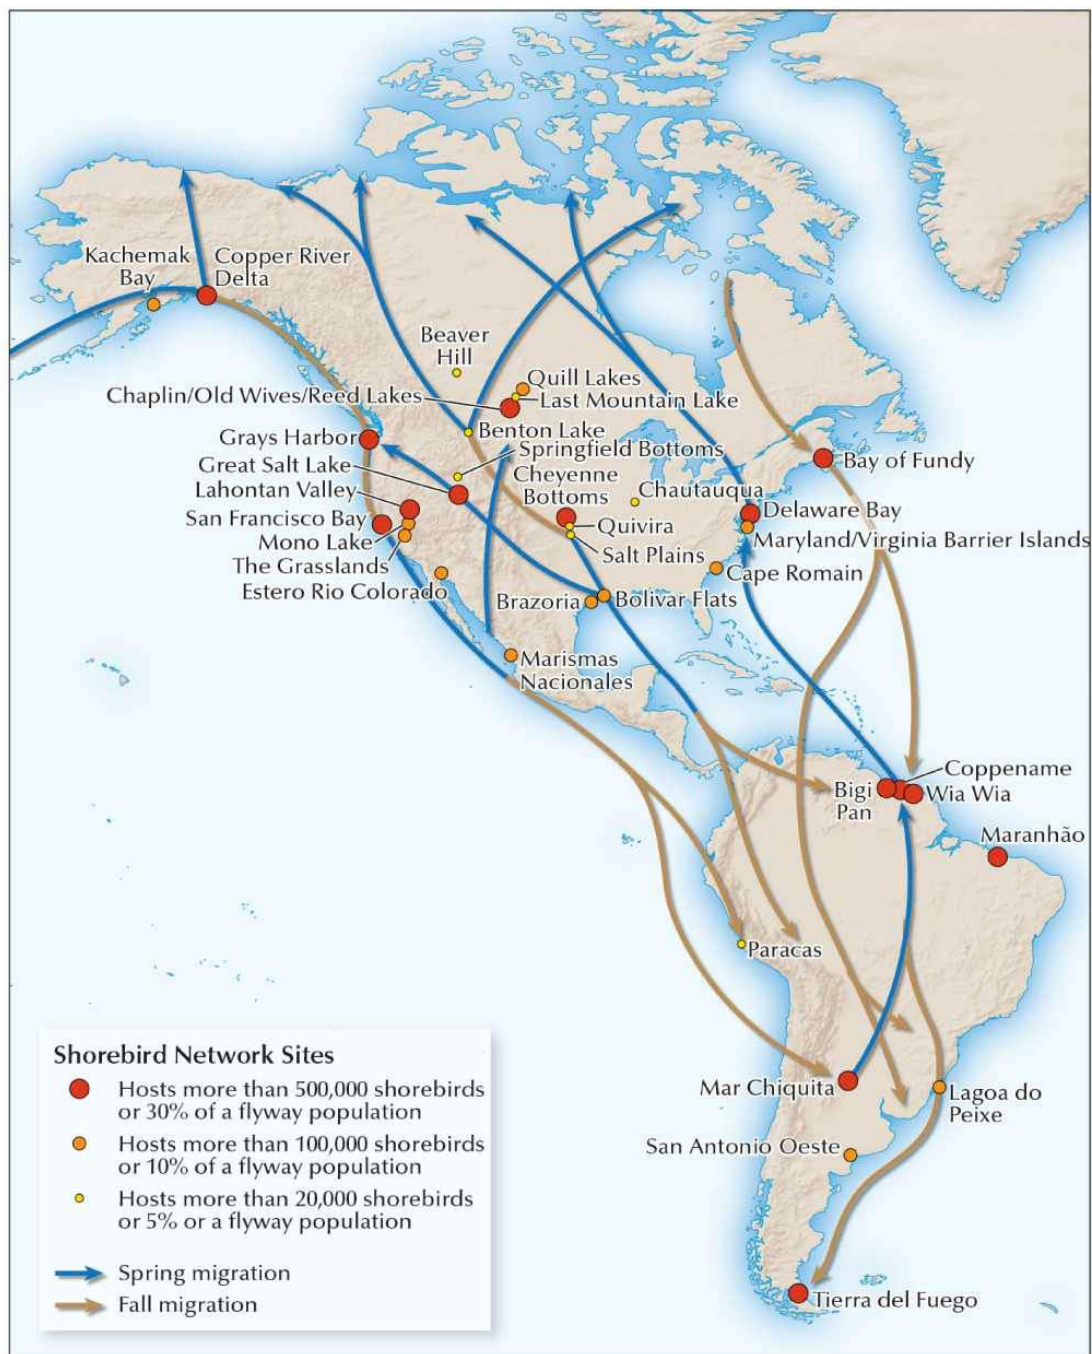 Kachemak
Bay
Copper River
Delta
Beaver
Hill
Quill Lakes
Chaplin/Old Wives/Reed Lakes
Last Mountain Lake
Grays Harbor
Benton Lake
Springfield Bottoms
Great Salt Lake
Cheyenne
Bottoms
Bay of Fundy
Lahontan Valley
Chautauqua
San Francisco Bay
Delaware Bay
Quivira
Mono Lake
Maryland/Virginia Barrier Islands
Salt Plains
The Grasslands
Cape Romain
Estero Rio Colorado
Brazoria
Bolivar Flats
Marismas
Nacionales
Coppename
Bigi
Pan
Wia Wia
Maranhão
Paracas
Mar Chiquita
Lagoa do
Peixe
San Antonio Oeste
Tierra del Fuego
Shorebird Network Sites
Hosts more than 500,000 shorebirds
or 30% of a flyway population
Hosts more than 100,000 shorebirds
or 10% of a flyway population
Hosts more than 20,000 shorebirds
or 5% or a flyway population
Spring migration
Fall migration